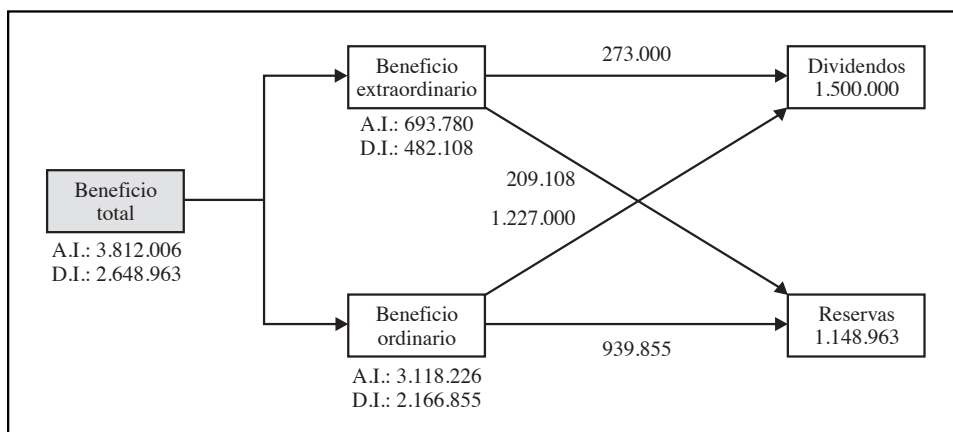 Beneficio
total
A.I.: 3.812.006
D.I.: 2.648.963
Beneficio
extraordinario
A.I.: 693.780
D.I.: 482.108
Beneficio
ordinario
A.I.: 3.118.226
D.I.: 2.166.855
273.000
209.108
1.227.000
939.855
Dividendos
1.500.000
Reservas
1.148.963